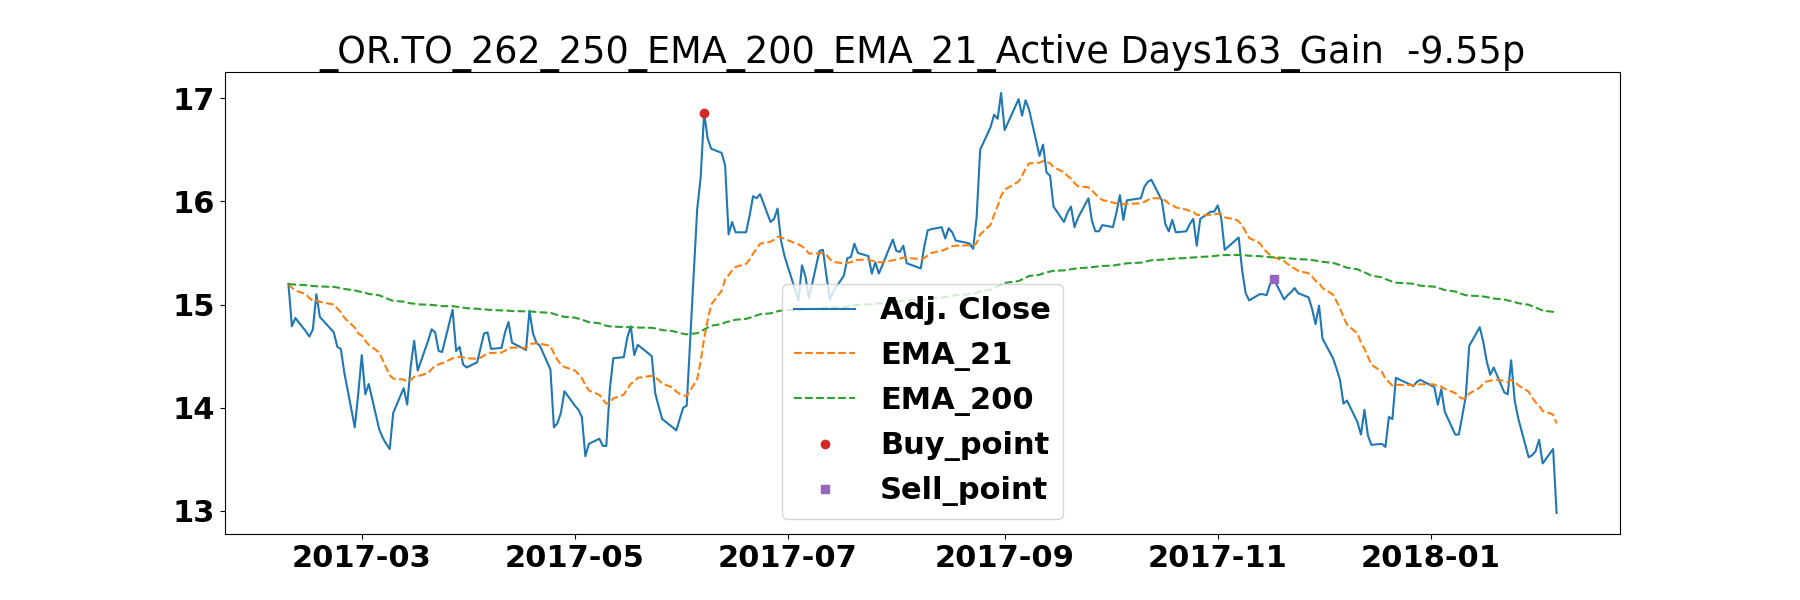 _OR.TO_262_250_EMA_200_EMA_21_Active Days163_Gain  -9.55p
17
16
15
14
13
Adj. Close
EMA_21
EMA_200
Buy_point
Sell_point
2017-03
2017-05
2017-07
2017-09
2017-11
2018-01